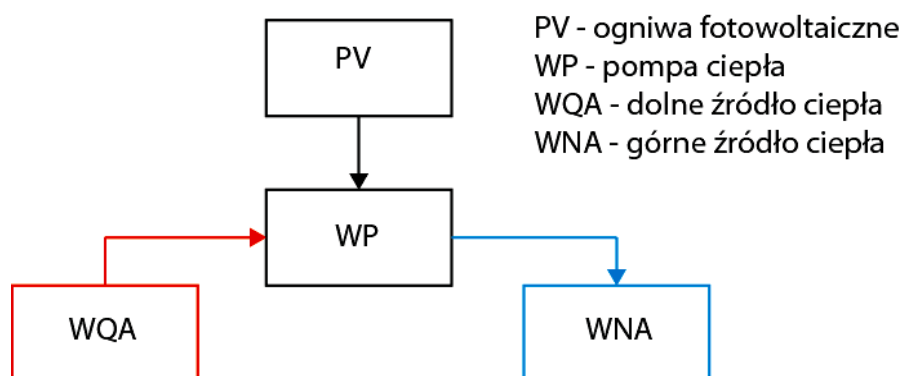 PV
PV - ogniwa fotowoltaiczne
WP - pompa ciepła
WQA - dolne źródło ciepła
WNA - górne źródło ciepła
WP
WQA
WNA